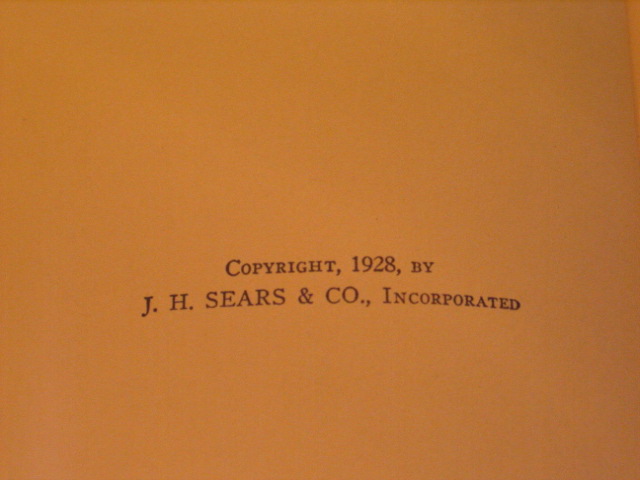 Copyright, 1928, by
J. H. SEARS & CO., Incorporated